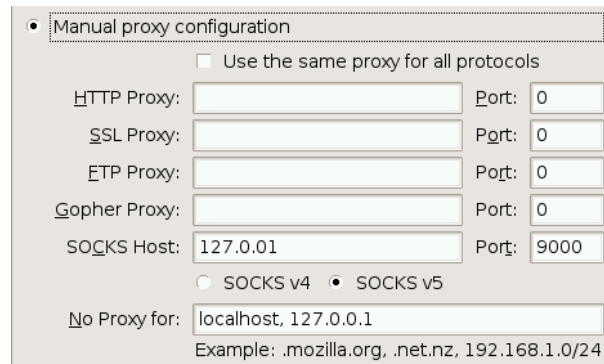 Manual proxy configuration
Use the same proxy for all protocols
HTTP Proxy: Port: 0
SSL Proxy: Port: 0
FTP Proxy: Port: 0
Gopher Proxy: Port: 0
SOCKS Host: 127.0.01 Port: 9000
SOCKS v4 SOCKS v5
No Proxy for: localhost, 127.0.0.1
Example: .mozilla.org, .net.nz, 192.168.1.0/24